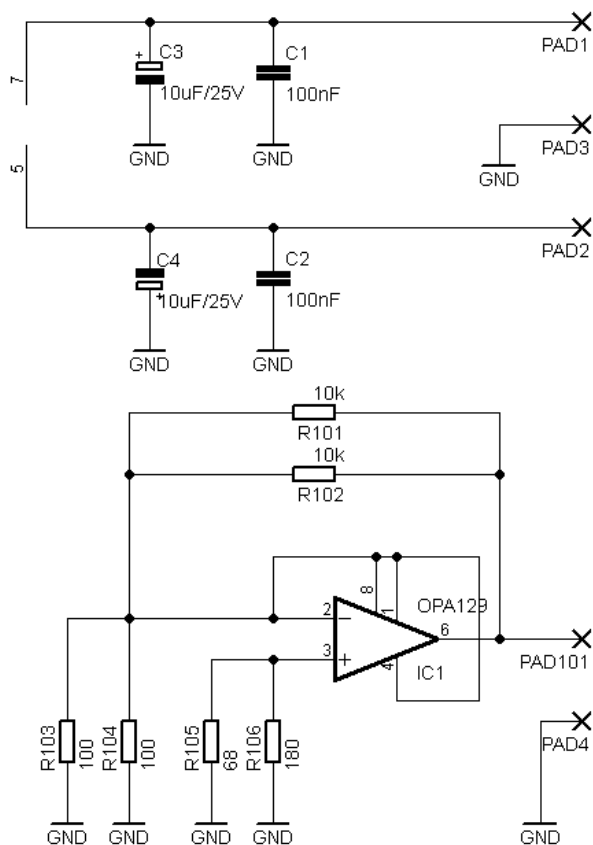 C3
C1
PAD1
7
+
10uF/25V
100nF
GND
GND
PAD3
GND
5
PAD2
C4
C2
+
10uF/25V
100nF
GND
GND
10k
R101
10k
R102
8
1
OPA129
2
−
6
3
+
4
IC1
PAD101
R103
100
R104
100
R105
68
R106
180
PAD4
GND
GND
GND
GND
GND